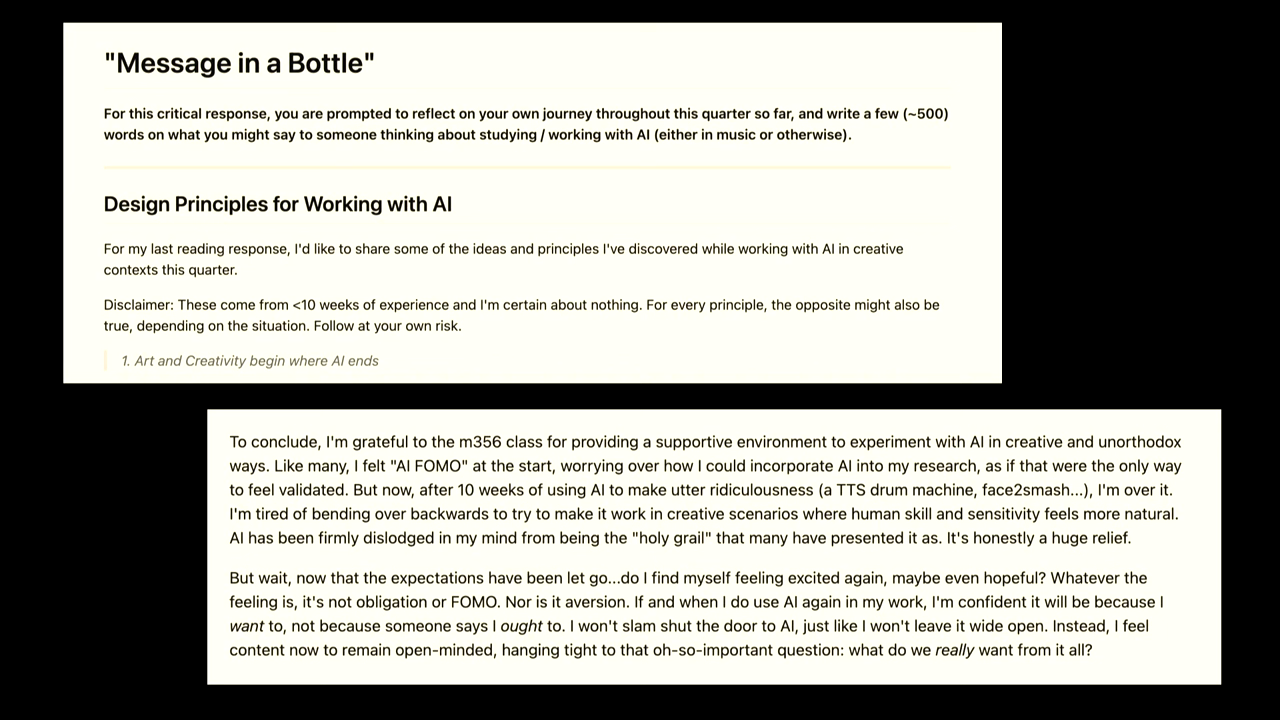 "Message in a Bottle"
For this critical response, you are prompted to reflect on your own journey throughout this quarter so far, and write a few (~500)
words on what you might say to someone thinking about studying / working with AI (either in music or otherwise).
Design Principles for Working with AI
For my last reading response, I'd like to share some of the ideas and principles I've discovered while working with AI in creative
contexts this quarter.
Disclaimer: These come from <10 weeks of experience and I'm certain about nothing. For every principle, the opposite might also be
true, depending on the situation. Follow at your own risk.
1. Art and Creativity begin where AI ends
To conclude, I'm grateful to the m356 class for providing a supportive environment to experiment with AI in creative and unorthodox
ways. Like many, I felt "AI FOMO" at the start, worrying over how I could incorporate AI into my research, as if that were the only way
to feel validated. But now, after 10 weeks of using AI to make utter ridiculousness (a TTS drum machine, face2smash...), I'm over it.
I'm tired of bending over backwards to try to make it work in creative scenarios where human skill and sensitivity feels more natural.
AI has been firmly dislodged in my mind from being the "holy grail" that many have presented it as. It's honestly a huge relief.
But wait, now that the expectations have been let go...do I find myself feeling excited again, maybe even hopeful? Whatever the
feeling is, it's not obligation or FOMO. Nor is it aversion. If and when I do use AI again in my work, I'm confident it will be because I
want to, not because someone says I ought to. I won't slam shut the door to AI, just like I won't leave it wide open. Instead, I feel
content now to remain open-minded, hanging tight to that oh-so-important question: what do we really want from it all?